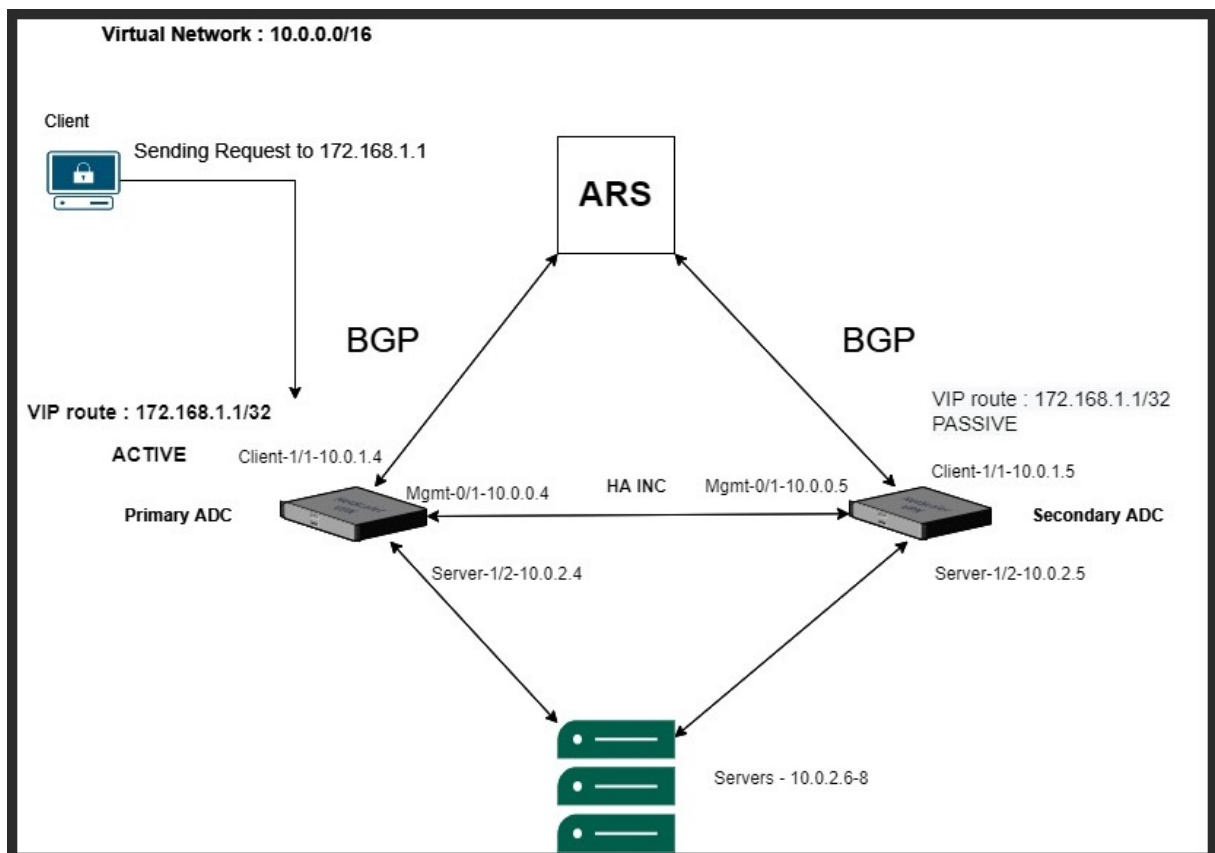 Virtual Network : 10.0.0.0/16
Client
Sending Request to 172.168.1.1
ARS
BGP
BGP
VIP route : 172.168.1.1/32
ACTIVE
VIP route : 172.168.1.1/32
PASSIVE
Client-1/1-10.0.1.4
Client-1/1-10.0.1.5
Mgmt-0/1-10.0.0.4
HA INC
Mgmt-0/1-10.0.0.5
Primary ADC
Secondary ADC
Server-1/2-10.0.2.4
Server-1/2-10.0.2.5
Servers - 10.0.2.6-8